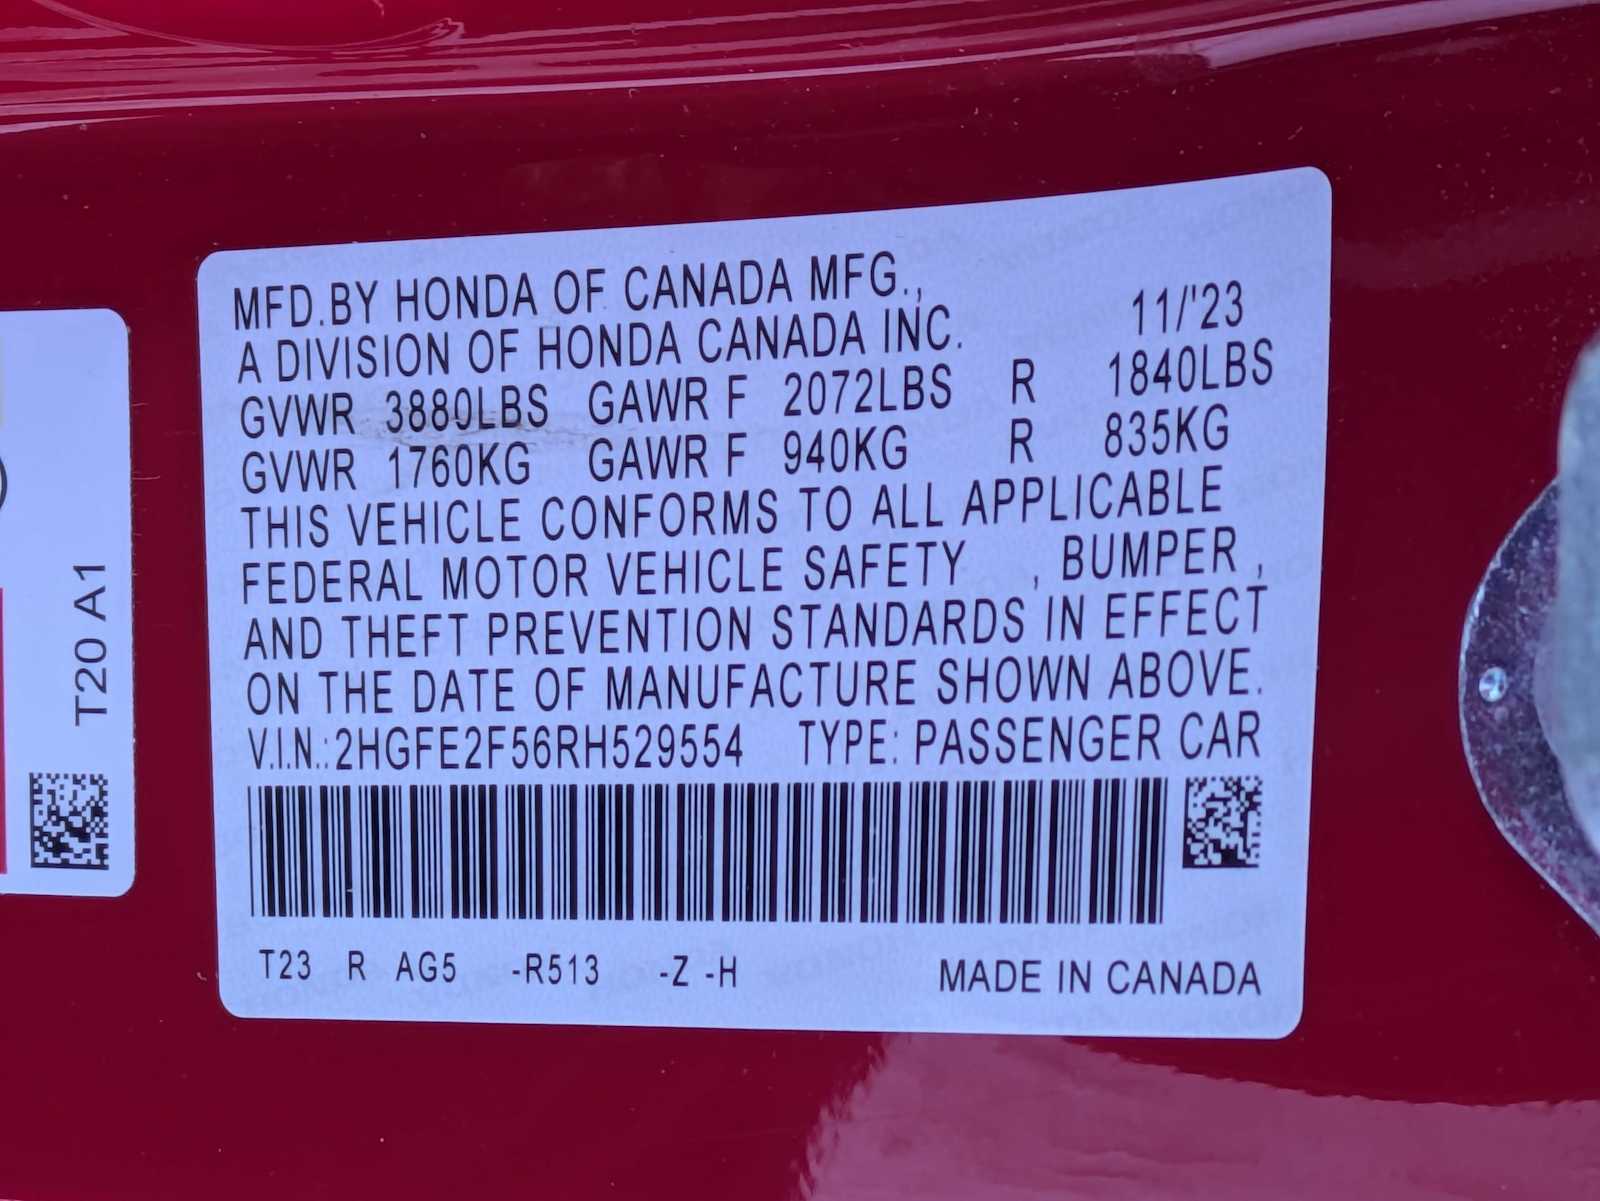 MFD.BY HONDA OF CANADA MFG.,
A DIVISION OF HONDA CANADA INC. 11/'23
GVWR 3880LBS GAWR F 2072LBS R 1840LBS
GVWR 1760KG GAWR F 940KG R 835KG
THIS VEHICLE CONFORMS TO ALL APPLICABLE
FEDERAL MOTOR VEHICLE SAFETY , BUMPER ,
AND THEFT PREVENTION STANDARDS IN EFFECT
ON THE DATE OF MANUFACTURE SHOWN ABOVE.
V.I.N.:2HGFE2F56RH529554 TYPE: PASSENGER CAR
T23 R AG5 -R513 -Z -H MADE IN CANADA
T20 A1